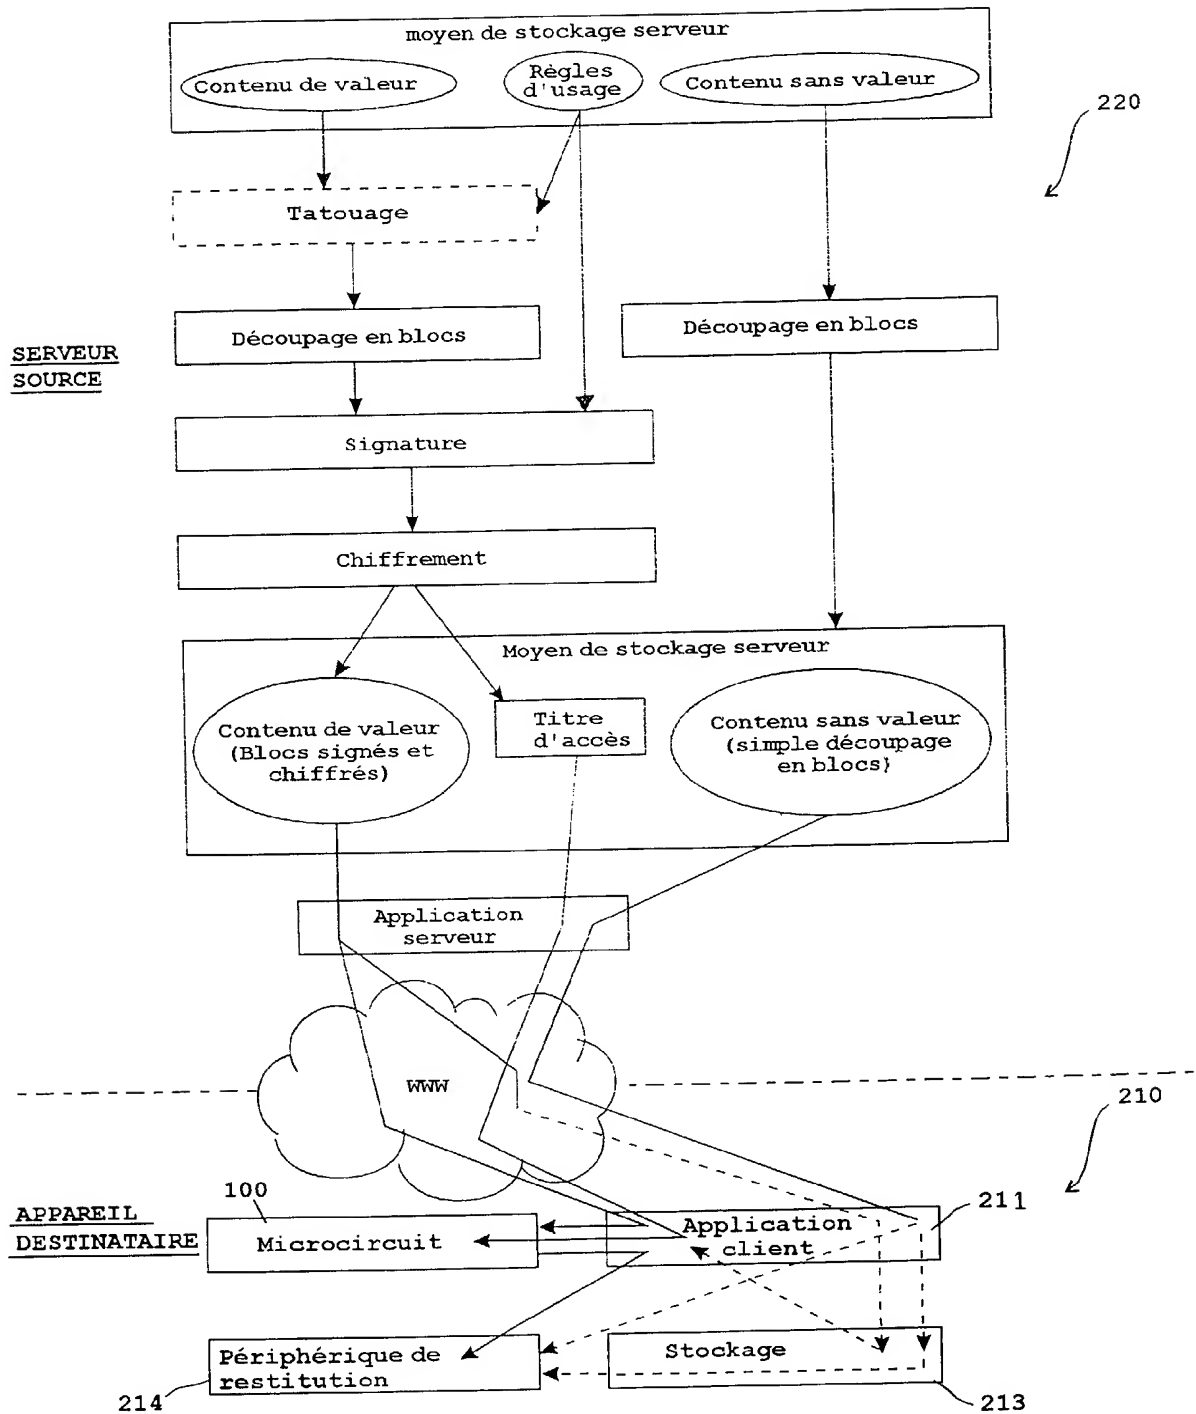 moyen de stockage serveur
Contenu de valeur
Règles
d'usage
Contenu sans valeur
220
Tatouage
Découpage en blocs
Découpage en blocs
SERVEUR
SOURCE
Signature
Chiffrement
Moyen de stockage serveur
Contenu de valeur
(Blocs signés et
chiffrés)
Titre
d'accès
Contenu sans valeur
(simple découpage
en blocs)
Application
serveur
WWW
210
APPAREIL
DESTINATAIRE
100
Microcircuit
Application
client
211
Périphérique de
restitution
Stockage
214
213